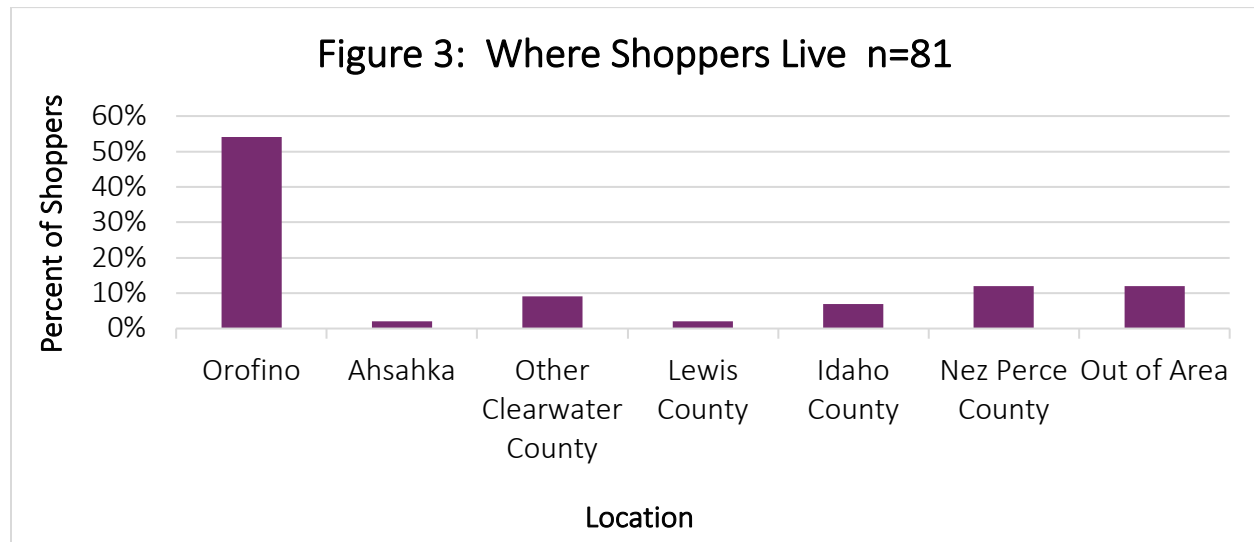 Figure 3:  Where Shoppers Live  n=81
Percent of Shoppers
60%
50%
40%
30%
20%
10%
0%
Orofino
Ahsahka
Other
Clearwater
County
Lewis
County
Idaho
County
Nez Perce
County
Out of Area
Location